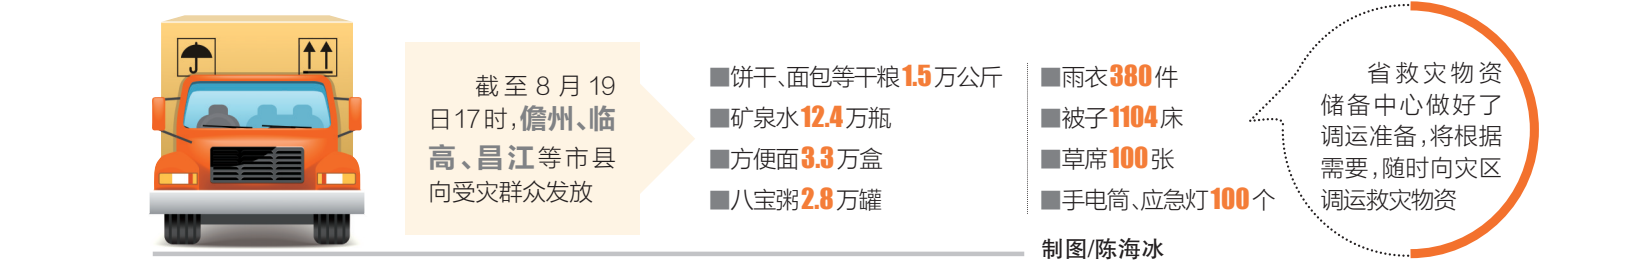 截至8月19
日17时,儋州、临
高、昌江等市县
向受灾群众发放
■饼干、面包等干粮1.5万公斤
■矿泉水12.4万瓶
■方便面3.3万盒
■八宝粥2.8万罐
■雨衣380件
■被子1104床
■草席100张
■手电筒、应急灯100个
省救灾物资
储备中心做好了
调运准备,将根据
需要,随时向灾区
调运救灾物资
制图/陈海冰